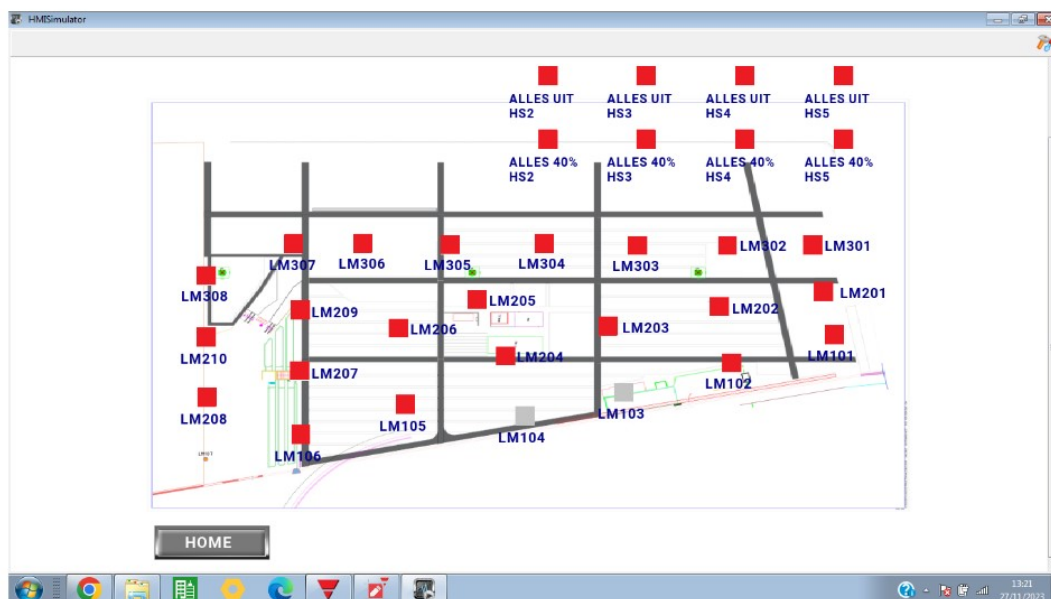 HMISimulator
ALLES UIT
HS2
ALLES UIT
HS3
ALLES UIT
HS4
ALLES UIT
HS5
ALLES 40%
HS2
ALLES 40%
HS3
ALLES 40%
HS4
ALLES 40%
HS5
LM307
LM306
LM305
LM304
LM303
LM302
LM301
LM308
LM209
LM206
LM205
LM203
LM202
LM201
LM210
LM207
LM204
LM102
LM101
LM208
LM106
LM105
LM104
LM103
HOME
13:21
27/11/2023